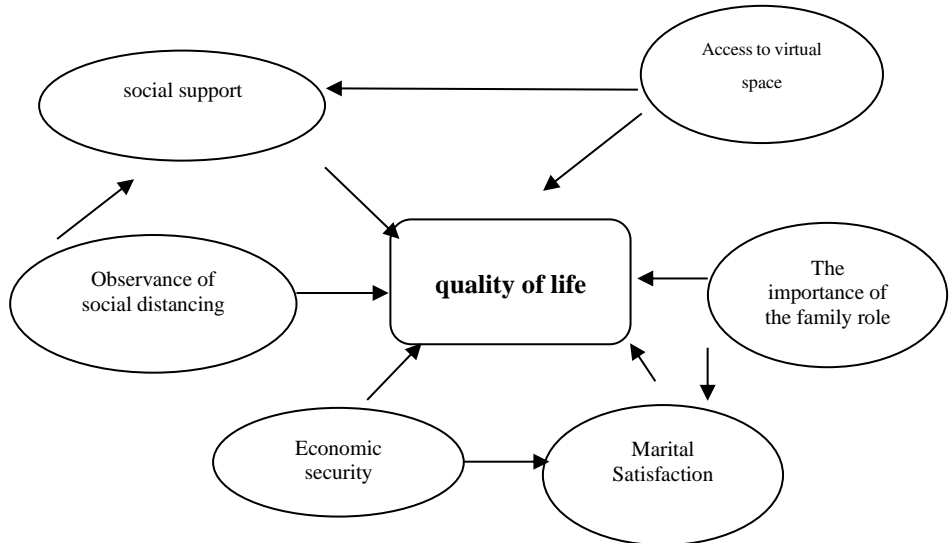 Access to virtual
space
social support
Observance of
social distancing
quality of life
The
importance of
the family role
Economic
security
Marital
Satisfaction